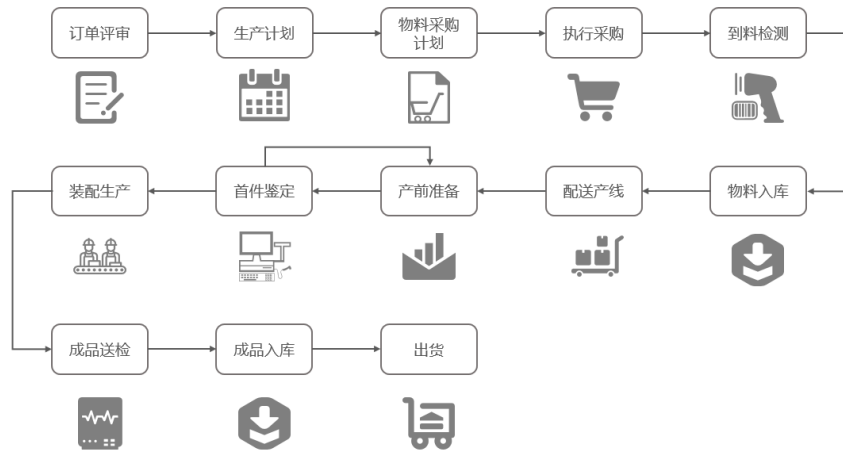 订单评审
生产计划
物料采购
计划
执行采购
到料检测
装配生产
首件鉴定
产前准备
配送产线
物料入库
成品送检
成品入库
出货